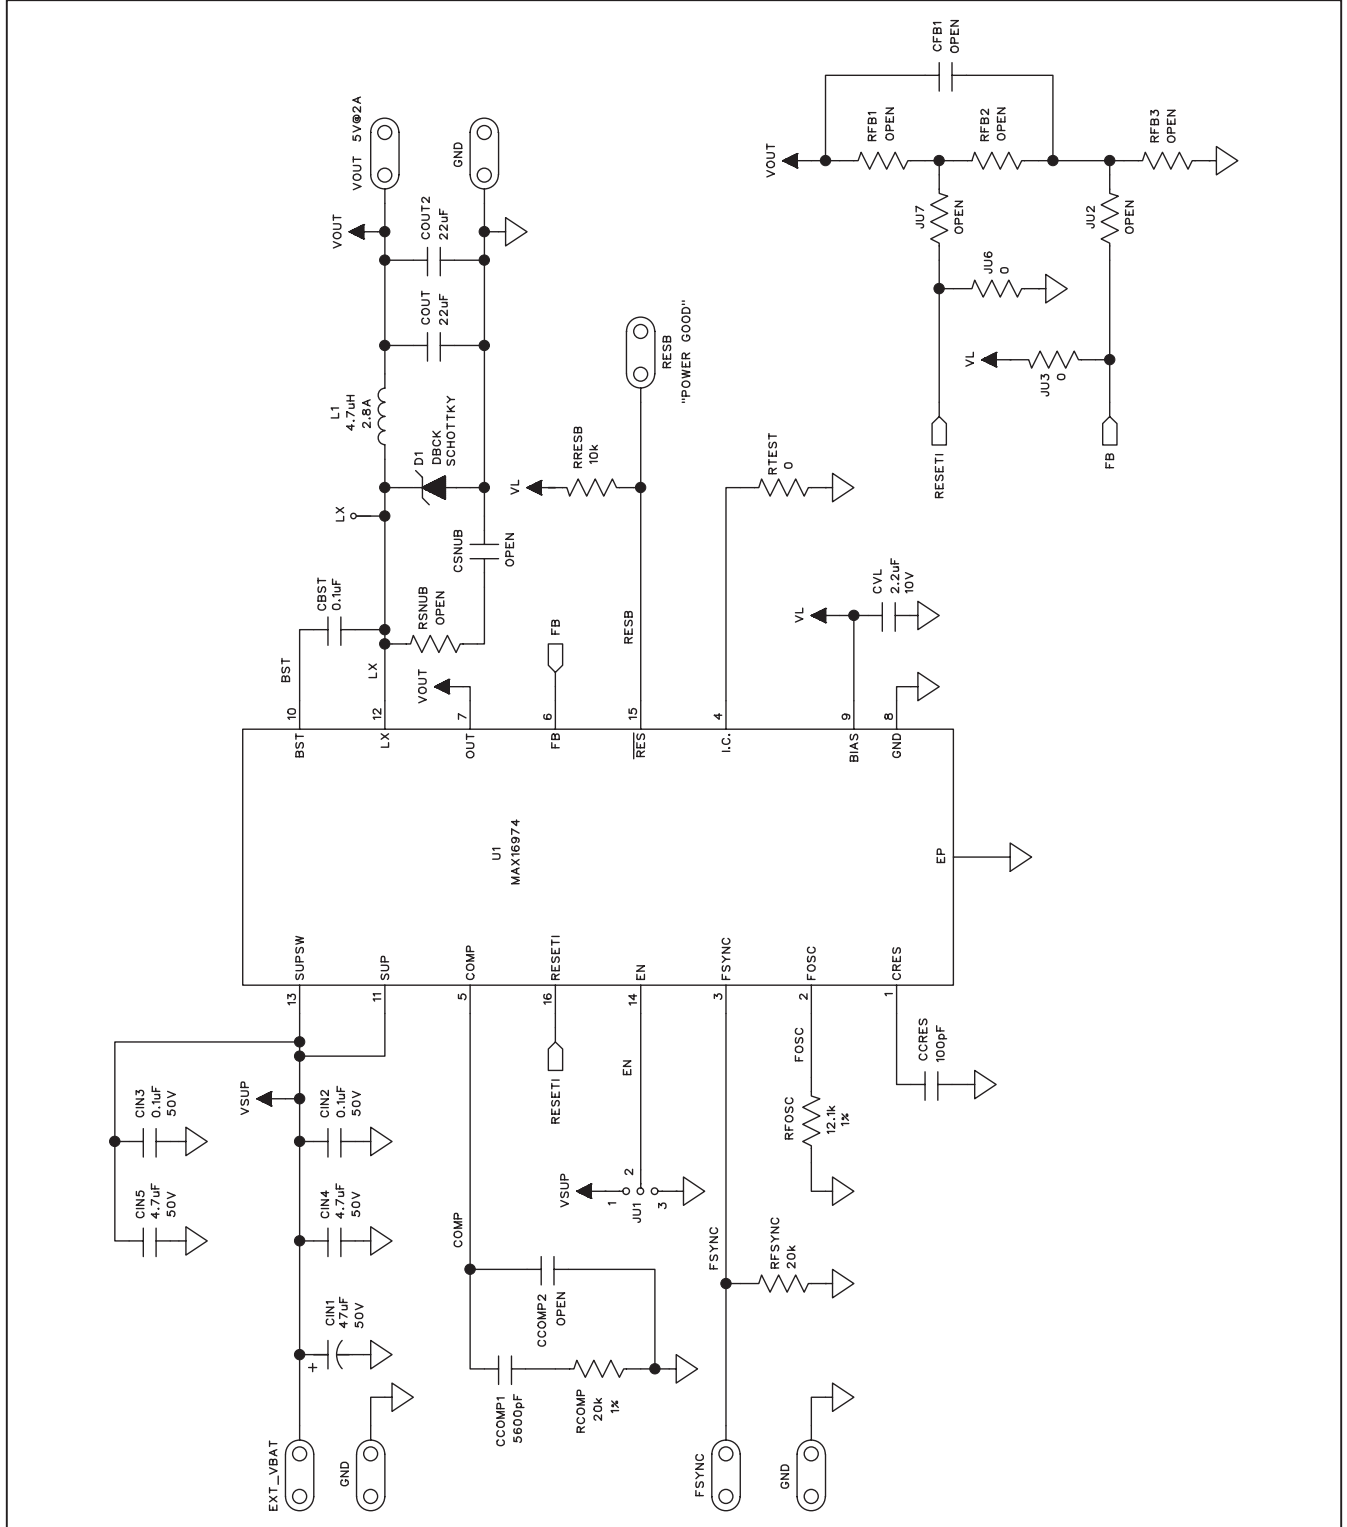 EXT_VBAT
GND
CIN1
47uF
50V
+
CIN5
4.7uF
50V
CIN3
0.1uF
50V
CIN4
4.7uF
50V
CIN2
0.1uF
50V
VSUP
CCOMP1
5600pF
RCOMP
20k
1%
CCOMP2
OPEN
COMP
RESETI
VSUP
1
2
3
JU1
EN
FSYNC
GND
FSYNC
RFSYNC
20k
FOSC
RFOSC
12.1k
1%
CCRES
100pF
13
SUPSW
11
SUP
5
COMP
16
RESETI
14
EN
3
FSYNC
2
FOSC
1
CRES
U1
MAX16974
EP
BST
10
LX
12
OUT
7
FB
6
RES
15
I.C.
4
BIAS
9
GND
8
BST
CBST
0.1uF
LX
VOUT
RSNUB
OPEN
CSNUB
OPEN
LX
D1
DBCK
SCHOTTKY
L1
4.7uH
2.8A
COUT
22uF
COUT2
22uF
VOUT
VOUT 5V@2A
GND
FB
RESB
VL
RRESB
10k
RESB
"POWER GOOD"
RTEST
0
VL
CVL
2.2uF
10V
RESETI
FB
VL
JU3
0
JU6
0
JU7
OPEN
JU2
OPEN
VOUT
RFB1
OPEN
RFB2
OPEN
RFB3
OPEN
CFB1
OPEN